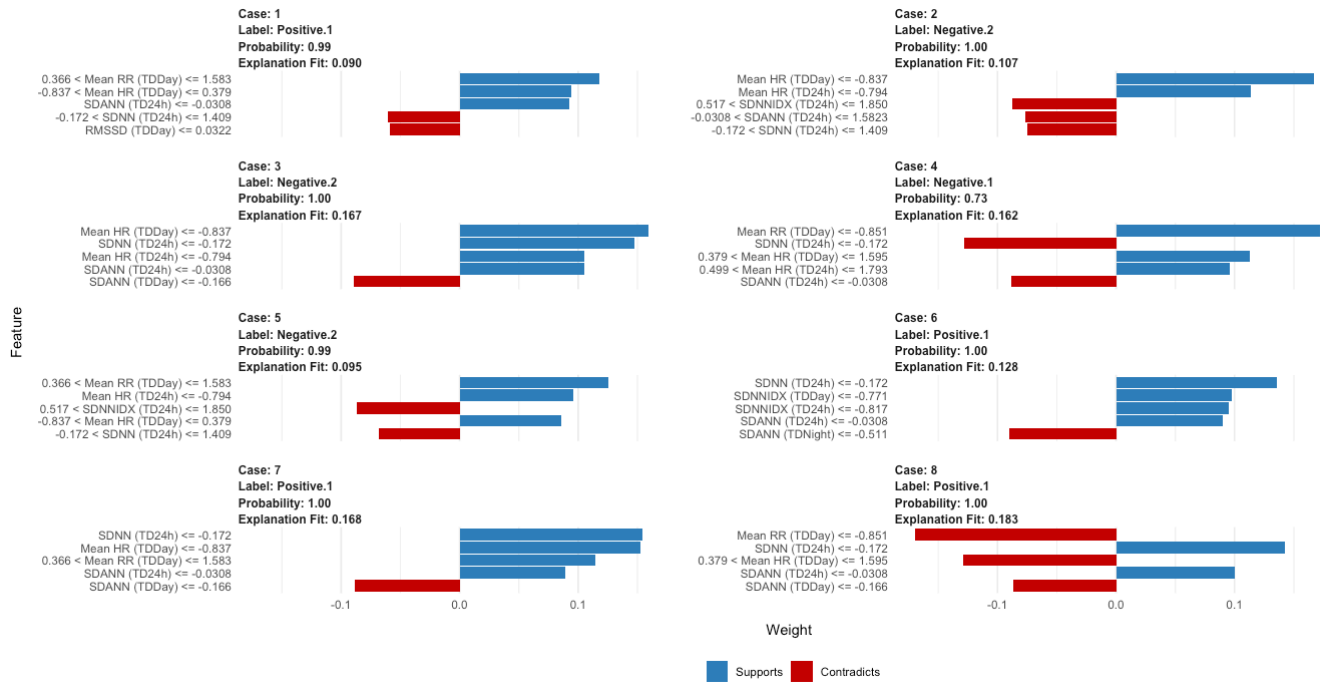 Case: 1
Label: Positive.1
Probability: 0.99
Explanation Fit: 0.090
0.366 < Mean RR (TDDay) <= 1.583
-0.837 < Mean HR (TDDay) <= 0.379
SDANN (TD24h) <= -0.0308
-0.172 < SDNN (TD24h) <= 1.409
RMSSD (TDDay) <= 0.0322
Case: 2
Label: Negative.2
Probability: 1.00
Explanation Fit: 0.107
Mean HR (TDDay) <= -0.837
Mean HR (TD24h) <= -0.794
0.517 < SDNNIDX (TD24h) <= 1.850
-0.0308 < SDANN (TD24h) <= 1.5823
-0.172 < SDNN (TD24h) <= 1.409
Case: 3
Label: Negative.2
Probability: 1.00
Explanation Fit: 0.167
Mean HR (TDDay) <= -0.837
SDNN (TD24h) <= -0.172
Mean HR (TD24h) <= -0.794
SDANN (TD24h) <= -0.0308
SDANN (TDDay) <= -0.166
Case: 4
Label: Negative.1
Probability: 0.73
Explanation Fit: 0.162
Mean RR (TDDay) <= -0.851
SDNN (TD24h) <= -0.172
0.379 < Mean HR (TDDay) <= 1.595
0.499 < Mean HR (TD24h) <= 1.793
SDANN (TD24h) <= -0.0308
Feature
Case: 5
Label: Negative.2
Probability: 0.99
Explanation Fit: 0.095
0.366 < Mean RR (TDDay) <= 1.583
Mean HR (TD24h) <= -0.794
0.517 < SDNNIDX (TD24h) <= 1.850
-0.837 < Mean HR (TDDay) <= 0.379
-0.172 < SDNN (TD24h) <= 1.409
Case: 6
Label: Positive.1
Probability: 1.00
Explanation Fit: 0.128
SDNN (TD24h) <= -0.172
SDNNIDX (TDDay) <= -0.771
SDNNIDX (TD24h) <= -0.817
SDANN (TD24h) <= -0.0308
SDANN (TDNight) <= -0.511
Case: 7
Label: Positive.1
Probability: 1.00
Explanation Fit: 0.168
SDNN (TD24h) <= -0.172
Mean HR (TDDay) <= -0.837
0.366 < Mean RR (TDDay) <= 1.583
SDANN (TD24h) <= -0.0308
SDANN (TDDay) <= -0.166
-0.1 0.0 0.1
Case: 8
Label: Positive.1
Probability: 1.00
Explanation Fit: 0.183
Mean RR (TDDay) <= -0.851
SDNN (TD24h) <= -0.172
0.379 < Mean HR (TDDay) <= 1.595
SDANN (TD24h) <= -0.0308
SDANN (TDDay) <= -0.166
-0.1 0.0 0.1
Weight
Supports Contradicts